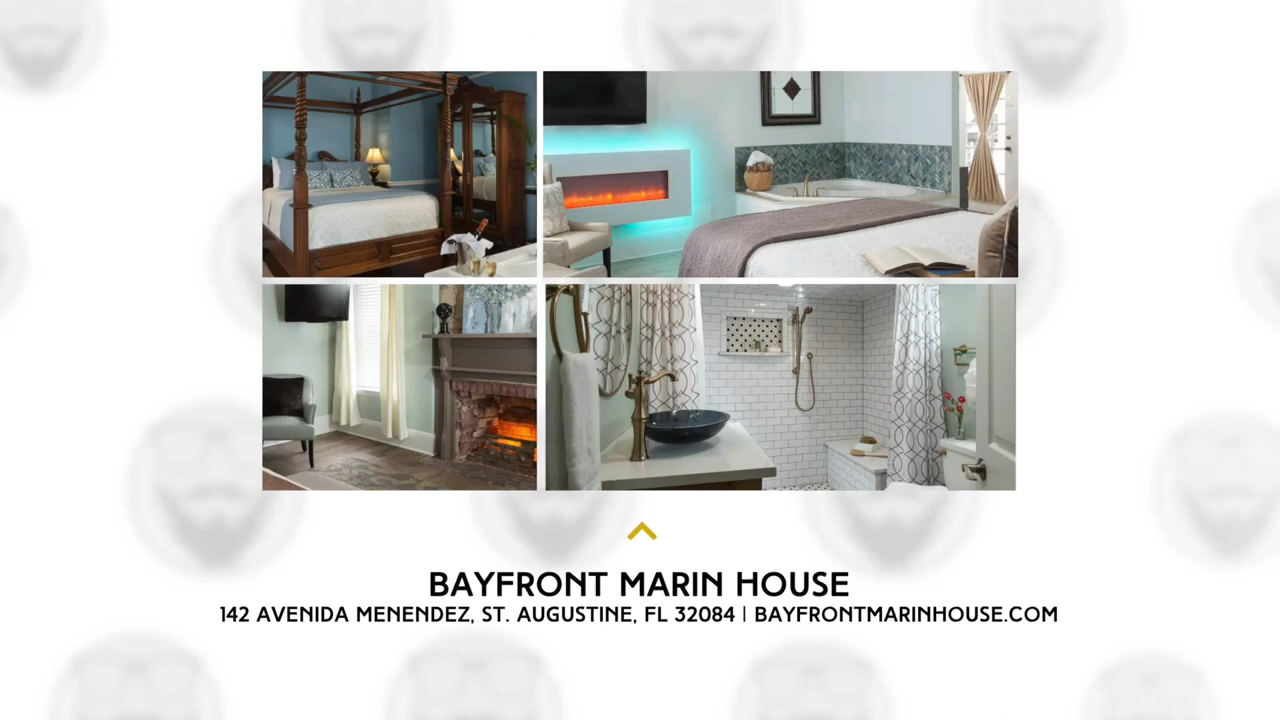 BAYFRONT MARIN HOUSE
142 AVENIDA MENENDEZ, ST. AUGUSTINE, FL 32084 | BAYFRONTMARINHOUSE.COM